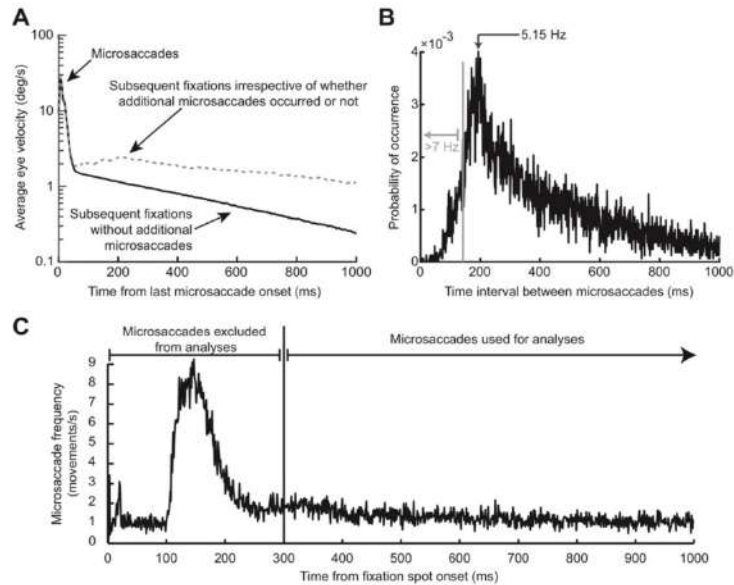 A
Average eye velocity (deg/s)
100
10
1
0.1
Microsaccades
Subsequent fixations irrespective of whether
additional microsaccades occurred or not
Subsequent fixations
without additional
microsaccades
0 200 400 600 800 1000
Time from last microsaccade onset (ms)
B
×10⁻³
5.15 Hz
Probability of occurrence
4
3
2
1
0
>7 Hz
0 200 400 600 800 1000
Time interval between microsaccades (ms)
C
Microsaccades excluded
from analyses
Microsaccades used for analyses
Microsaccade frequency
(movements/s)
9
8
7
6
5
4
3
2
1
0
0 100 200 300 400 500 600 700 800 900 1000
Time from fixation spot onset (ms)